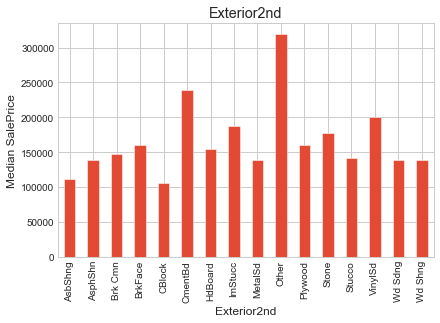 Exterior2nd
300000
250000
200000
150000
100000
50000
0
Median SalePrice
AsbShng
AsphShn
Brk Cmn
BrkFace
CBlock
CmentBd
HdBoard
ImStucc
MetalSd
Other
Plywood
Stone
Stucco
VinylSd
Wd Sdng
Wd Shng
Exterior2nd